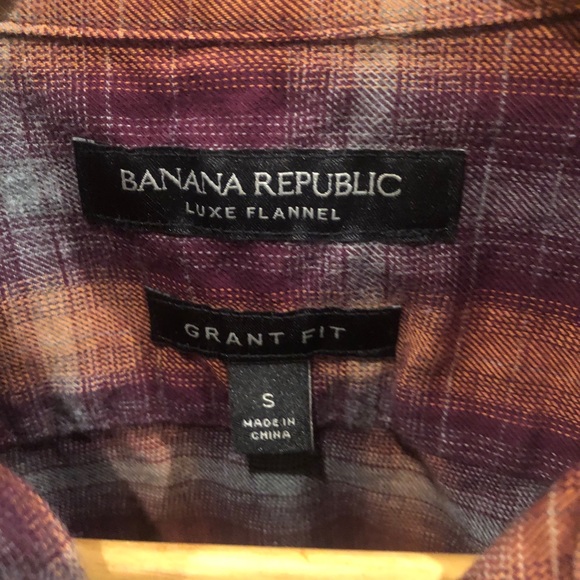 BANANA REPUBLIC
LUXE FLANNEL
GRANT FIT
S
MADE IN
CHINA